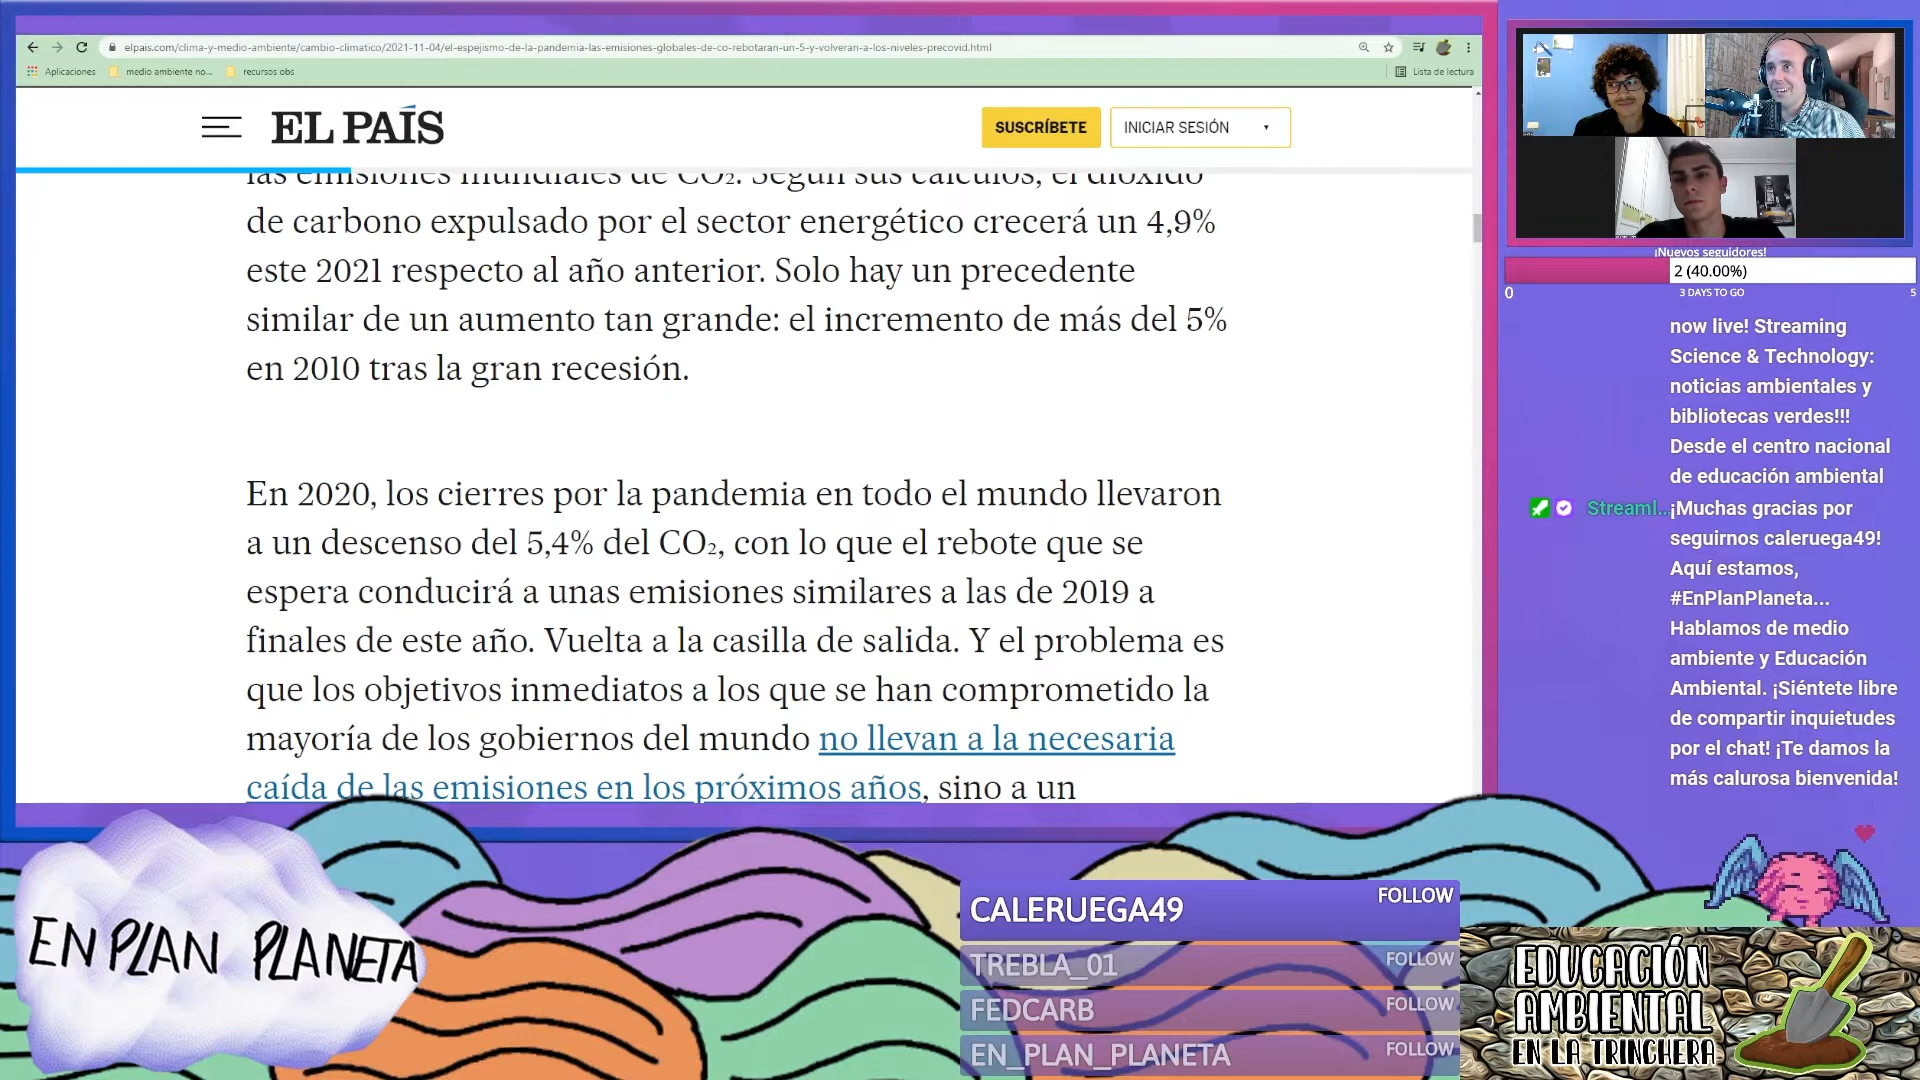 elpais.com/clima-y-medio-ambiente/cambio-climatico/2021-11-04/el-espejismo-de-la-pandemia-las-emisiones-globales-de-co-rebotaran-un-5-y-volveran-a-los-niveles-precovid.html
Aplicaciones medio ambiente no... recursos obs Lista de lectura
EL PAÍS
SUSCRÍBETE
INICIAR SESIÓN
las emisiones mundiales de CO₂. Según sus cálculos, el dióxido
de carbono expulsado por el sector energético crecerá un 4,9%
este 2021 respecto al año anterior. Solo hay un precedente
similar de un aumento tan grande: el incremento de más del 5%
en 2010 tras la gran recesión.
En 2020, los cierres por la pandemia en todo el mundo llevaron
a un descenso del 5,4% del CO₂, con lo que el rebote que se
espera conducirá a unas emisiones similares a las de 2019 a
finales de este año. Vuelta a la casilla de salida. Y el problema es
que los objetivos inmediatos a los que se han comprometido la
mayoría de los gobiernos del mundo no llevan a la necesaria
caída de las emisiones en los próximos años, sino a un
¡Nuevos seguidores!
2 (40.00%)
0 3 DAYS TO GO 5
now live! Streaming
Science & Technology:
noticias ambientales y
bibliotecas verdes!!!
Desde el centro nacional
de educación ambiental
Streaml... ¡Muchas gracias por
seguirnos caleruega49!
Aquí estamos,
#EnPlanPlaneta...
Hablamos de medio
ambiente y Educación
Ambiental. ¡Siéntete libre
de compartir inquietudes
por el chat! ¡Te damos la
más calurosa bienvenida!
EN PLAN PLANETA
CALERUEGA49 FOLLOW
TREBLA_01 FOLLOW
FEDCARB FOLLOW
EN_PLAN_PLANETA FOLLOW
EDUCACIÓN
AMBIENTAL
EN LA TRINCHERA